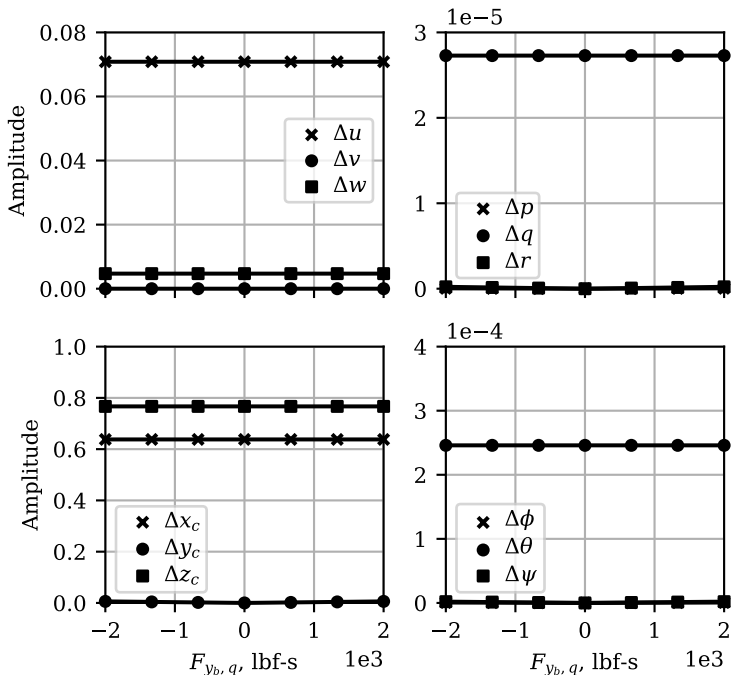 1e−5
0.08
0.06
0.04
0.02
0.00
Amplitude
Δu
Δv
Δw
3
2
1
0
Δp
Δq
Δr
1e−4
1.0
0.8
0.6
0.4
0.2
0.0
Amplitude
Δx_c
Δy_c
Δz_c
−2 −1 0 1 2
F_{y_b, q}, lbf-s
1e3
4
3
2
1
0
Δϕ
Δθ
Δψ
−2 −1 0 1 2
F_{y_b, q}, lbf-s
1e3